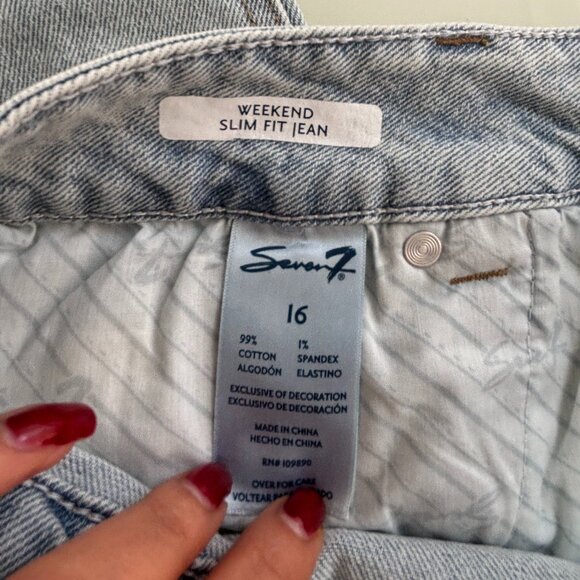 WEEKEND
SLIM FIT JEAN
Seven7®
16
99% 1%
COTTON SPANDEX
ALGODÓN ELASTINO
EXCLUSIVE OF DECORATION
EXCLUSIVO DE DECORACIÓN
MADE IN CHINA
HECHO EN CHINA
RN# 109890
OVER FOR CARE
VOLTEAR